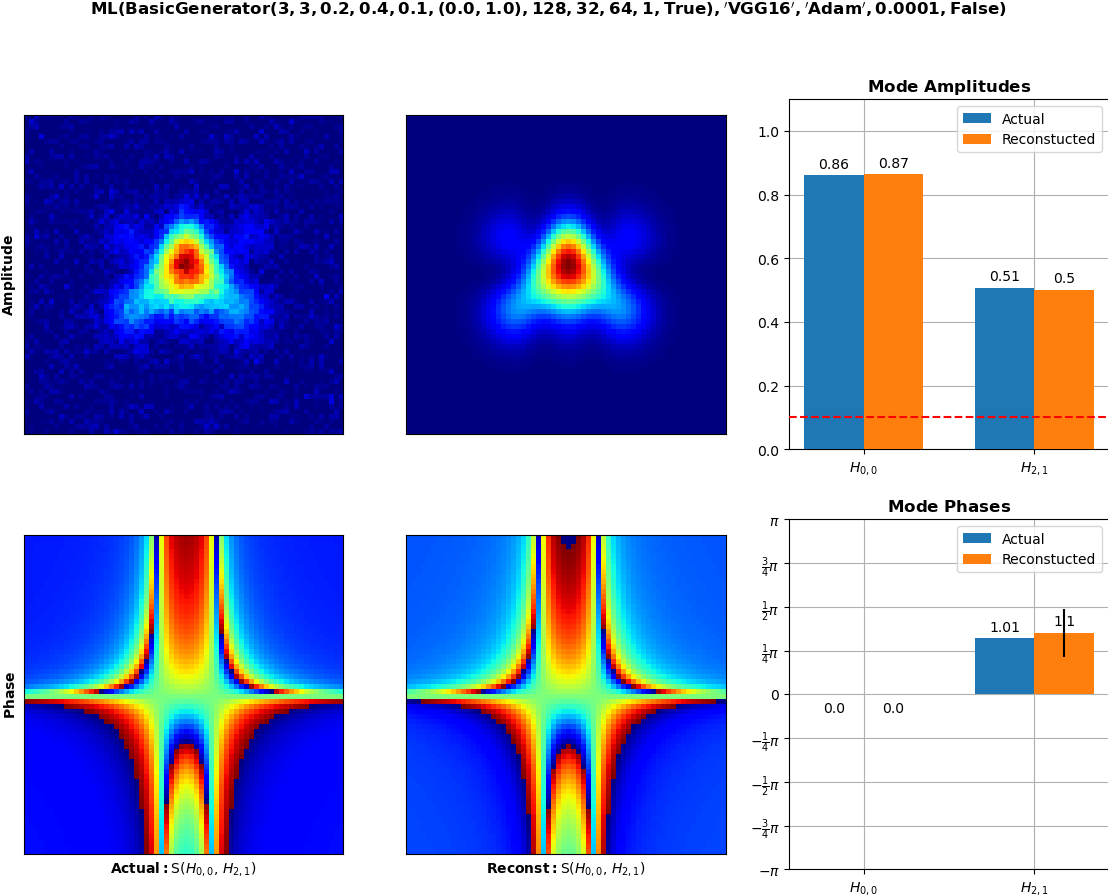 ML(BasicGenerator(3, 3, 0.2, 0.4, 0.1, (0.0, 1.0), 128, 32, 64, 1, True), ′VGG16′, ′Adam′, 0.0001, False)
Amplitude
Mode Amplitudes
Actual
Reconstucted
1.0
0.8
0.6
0.4
0.2
0.0
0.86
0.87
0.51
0.5
H0, 0
H2, 1
Phase
Actual: S(H0, 0, H2, 1)
Reconst: S(H0, 0, H2, 1)
Mode Phases
Actual
Reconstucted
π
3/4π
1/2π
1/4π
0
−1/4π
−1/2π
−3/4π
−π
0.0
0.0
1.01
1.1
H0, 0
H2, 1